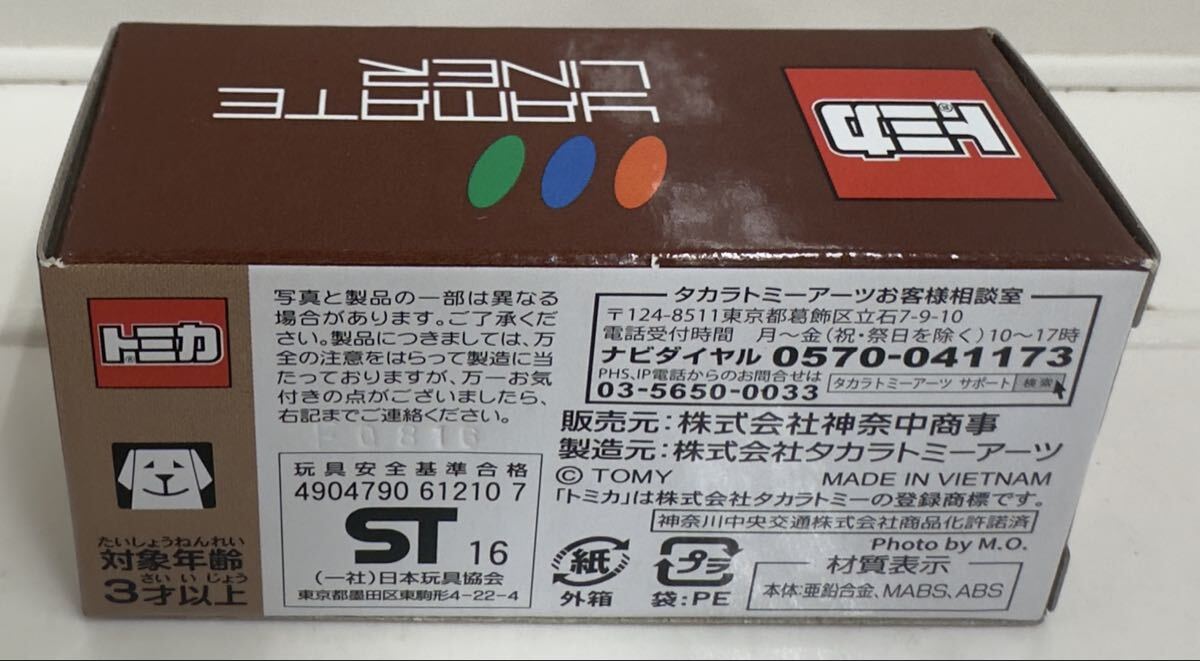 トミカ®
YAMATE
LINER
トミカ®
たいしょうねんれい
対象年齢
さい いじょう
3才以上
写真と製品の一部は異なる
場合があります。ご了承くだ
さい。製品につきましては、万
全の注意をはらって製造に当
たっておりますが、万一お気
付きの点がございましたら、
右記までご連絡ください。
0816
玩具安全基準合格
4904790 61210 7
ST 16
(一社)日本玩具協会
東京都墨田区東駒形4-22-4
タカラトミーアーツお客様相談室
〒124-8511東京都葛飾区立石7-9-10
電話受付時間 月~金(祝・祭日を除く)10~17時
ナビダイヤル 0570-041173
PHS、IP電話からのお問合せは
03-5650-0033
タカラトミーアーツ サポート 検索
販売元:株式会社神奈中商事
製造元:株式会社タカラトミーアーツ
© TOMY MADE IN VIETNAM
「トミカ」は株式会社タカラトミーの登録商標です。
神奈川中央交通株式会社商品化許諾済
Photo by M.O.
紙
外箱
プラ
袋:PE
材質表示
本体:亜鉛合金、MABS、ABS